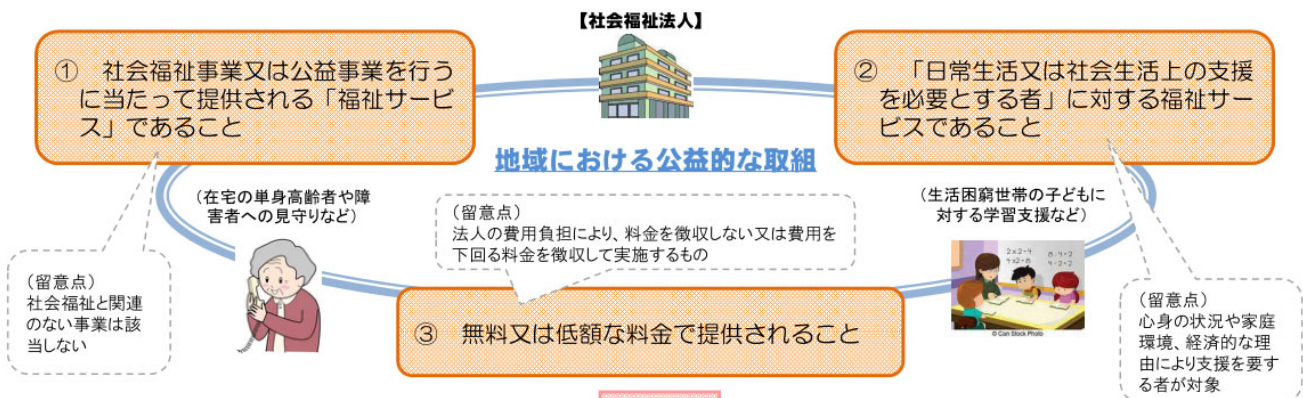 【社会福祉法人】
① 社会福祉事業又は公益事業を行う
に当たって提供される「福祉サービ
ス」であること
② 「日常生活又は社会生活上の支援
を必要とする者」に対する福祉サー
ビスであること
地域における公益的な取組
(在宅の単身高齢者や障
害者への見守りなど)
(留意点)
法人の費用負担により、料金を徴収しない又は費用を
下回る料金を徴収して実施するもの
(生活困窮世帯の子どもに
対する学習支援など)
2×2=4
4×2=8
8:4=2
4-2=2
© Can Stock Photo
(留意点)
社会福祉と関連
のない事業は該
当しない
③ 無料又は低額な料金で提供されること
(留意点)
心身の状況や家庭
環境、経済的な理
由により支援を要す
る者が対象